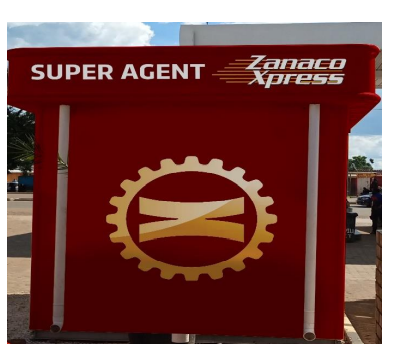 SUPER AGENT
Zanaco
Xpress